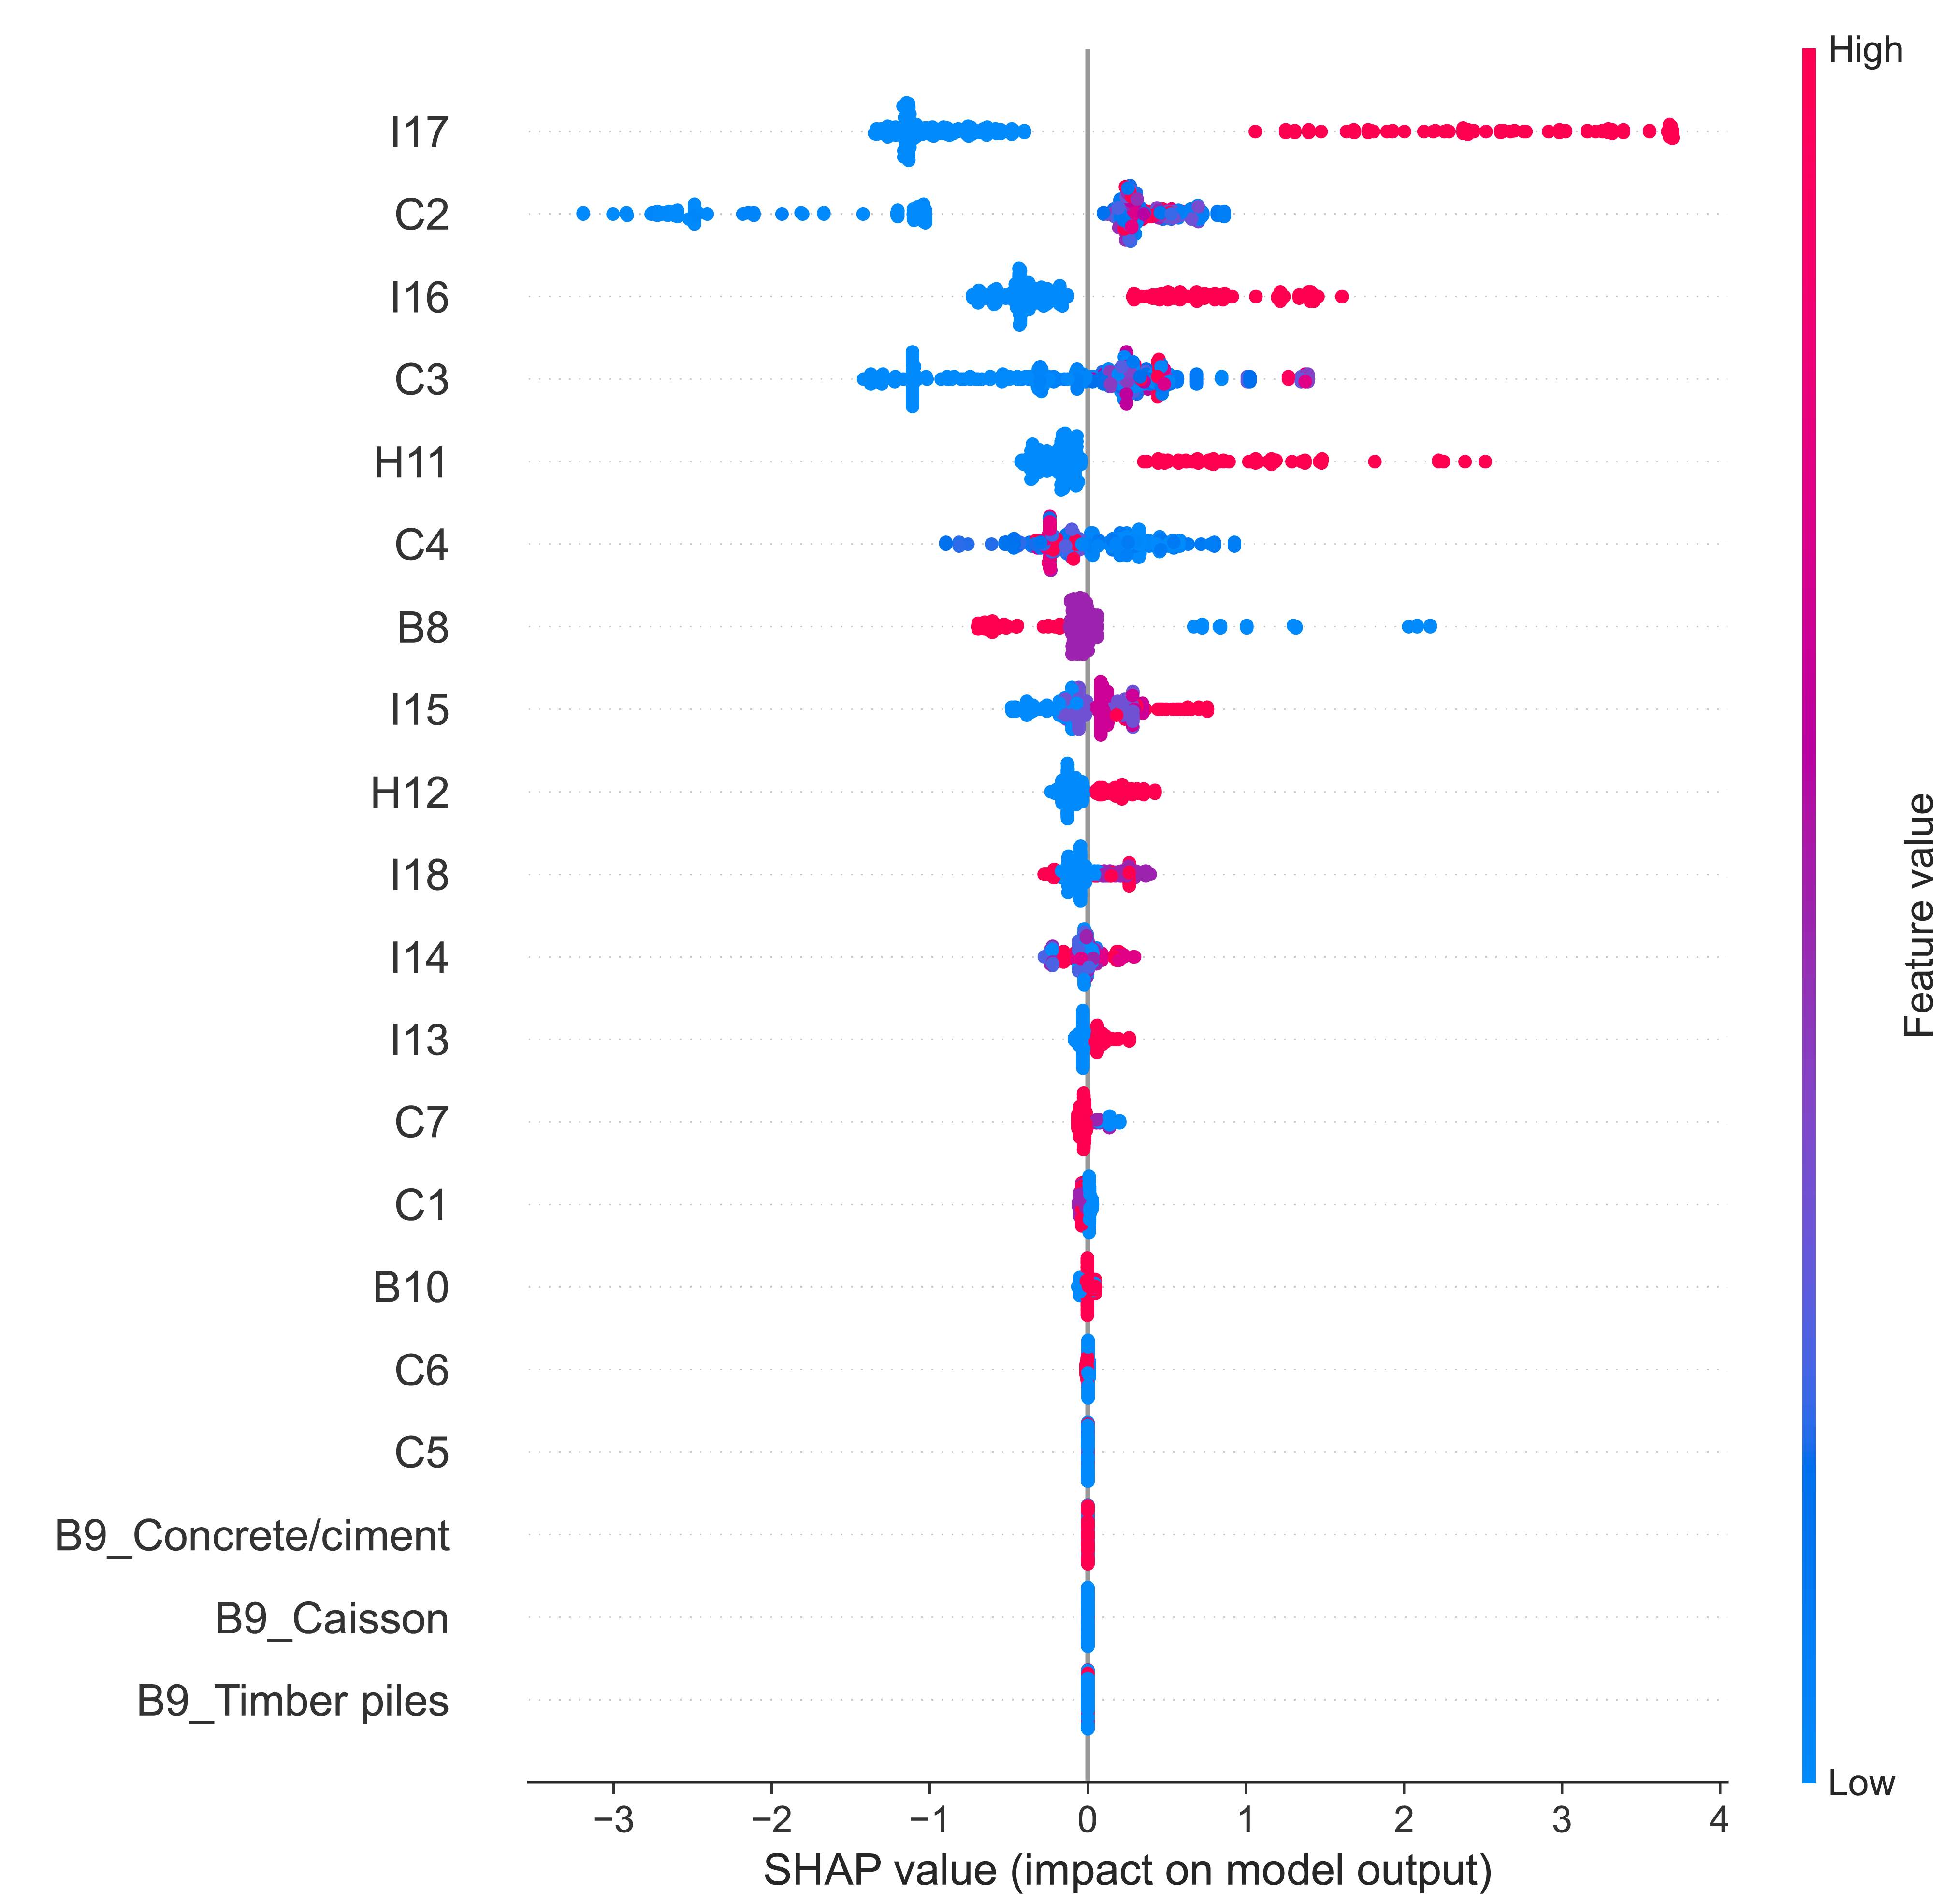 High
I17
C2
I16
C3
H11
C4
B8
I15
H12
I18
I14
I13
C7
C1
B10
C6
C5
B9_Concrete/ciment
B9_Caisson
B9_Timber piles
Feature value
Low
−3 −2 −1 0 1 2 3 4
SHAP value (impact on model output)